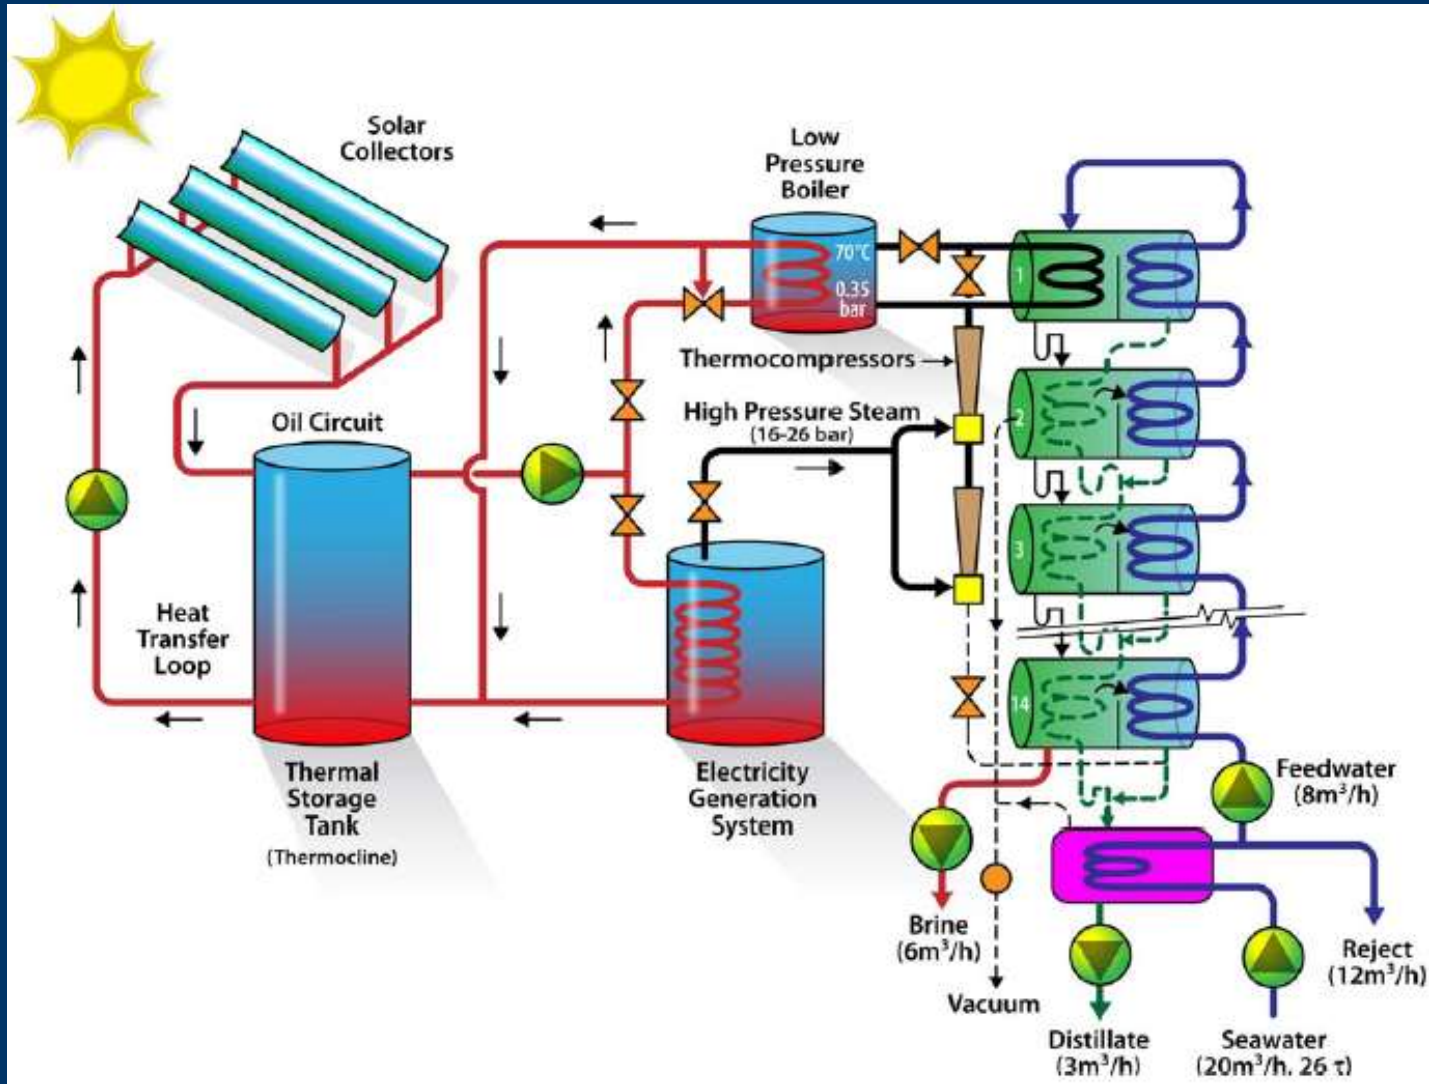 Solar
Collectors
Low
Pressure
Boiler
70°C
0.35
bar
1
Thermocompressors
High Pressure Steam
(16-26 bar)
2
Oil Circuit
3
Heat
Transfer
Loop
14
Thermal
Storage
Tank
(Thermocline)
Electricity
Generation
System
Feedwater
(8m³/h)
Brine
(6m³/h)
Reject
(12m³/h)
Vacuum
Distillate
(3m³/h)
Seawater
(20m³/h. 26 τ)